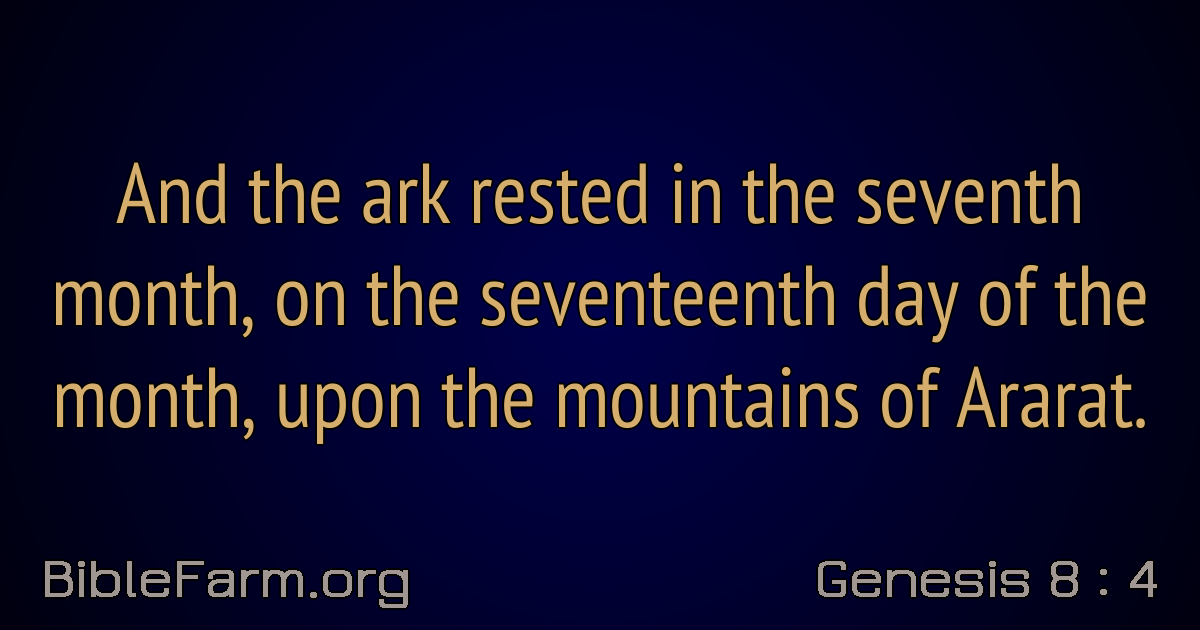 And the ark rested in the seventh
month, on the seventeenth day of the
month, upon the mountains of Ararat.
BibleFarm.org
Genesis 8 : 4